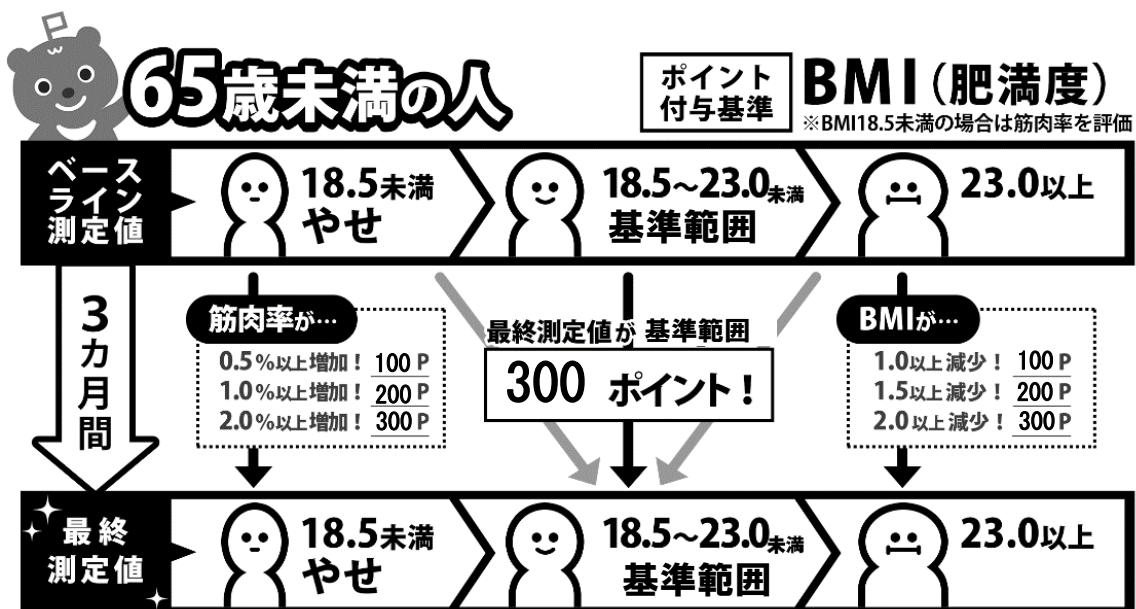 65歳未満の人
ポイント
付与基準
BMI(肥満度)
※BMI18.5未満の場合は筋肉率を評価
ベース
ライン
測定値
18.5未満
やせ
18.5～23.0未満
基準範囲
23.0以上
3カ月間
筋肉率が…
0.5%以上増加! 100 P
1.0%以上増加! 200 P
2.0%以上増加! 300 P
最終測定値が 基準範囲
300 ポイント!
BMIが…
1.0以上減少! 100 P
1.5以上減少! 200 P
2.0以上減少! 300 P
最終
測定値
18.5未満
やせ
18.5～23.0未満
基準範囲
23.0以上